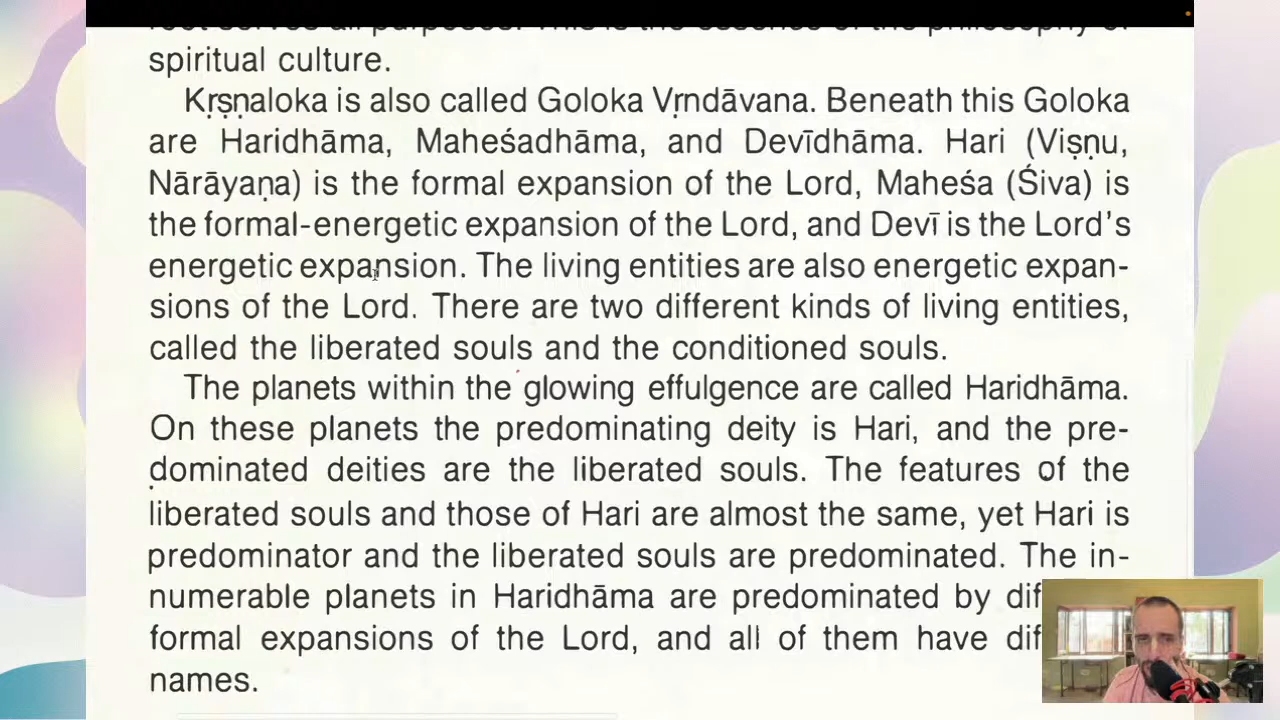 spiritual culture.
Kṛṣṇaloka is also called Goloka Vṛndāvana. Beneath this Goloka
are Haridhāma, Maheśadhāma, and Devīdhāma. Hari (Viṣṇu,
Nārāyaṇa) is the formal expansion of the Lord, Maheśa (Śiva) is
the formal-energetic expansion of the Lord, and Devī is the Lord's
energetic expansion. The living entities are also energetic expan-
sions of the Lord. There are two different kinds of living entities,
called the liberated souls and the conditioned souls.
The planets within the glowing effulgence are called Haridhāma.
On these planets the predominating deity is Hari, and the pre-
dominated deities are the liberated souls. The features of the
liberated souls and those of Hari are almost the same, yet Hari is
predominator and the liberated souls are predominated. The in-
numerable planets in Haridhāma are predominated by
formal expansions of the Lord, and all of them have
names.